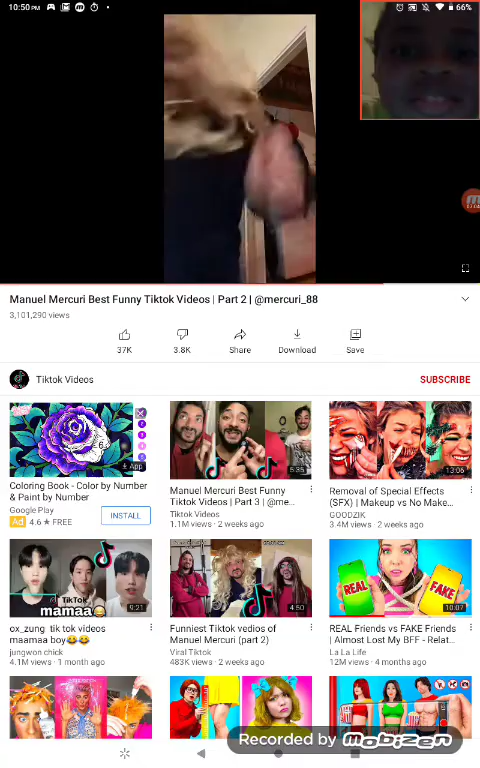 10:50 PM
66%
Manuel Mercuri Best Funny Tiktok Videos | Part 2 | @mercuri_88
3,101,290 views
37K
3.8K
Share
Download
Save
Tiktok Videos
SUBSCRIBE
6
App
Coloring Book - Color by Number
& Paint by Number
Google Play
Ad 4.6 ★ FREE
INSTALL
5:35
Manuel Mercuri Best Funny
Tiktok Videos | Part 3 | @me...
Tiktok Videos
1.1M views · 2 weeks ago
13:06
Removal of Special Effects
(SFX) | Makeup vs No Make...
GOODZIK
3.4M views · 2 weeks ago
TikTok
mamaa😂
9:21
ox_zung tik tok videos
maamaa boy😂😂
jungwon chick
4.1M views · 1 month ago
4:50
Funniest Tiktok vedios of
Manuel Mercuri (part 2)
Viral Tiktok
483K views · 2 weeks ago
REAL
FAKE
10:07
REAL Friends vs FAKE Friends
| Almost Lost My BFF - Relat...
La La Life
12M views · 4 months ago
Recorded by Mobizen